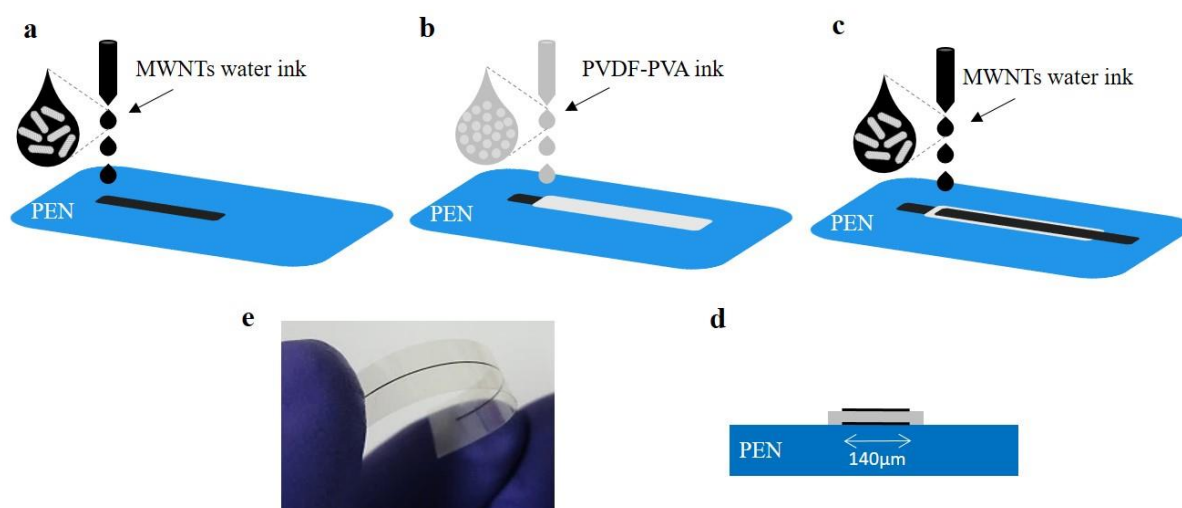 a
MWNTs water ink
PEN
b
PVDF-PVA ink
PEN
c
MWNTs water ink
PEN
e
d
PEN
140µm